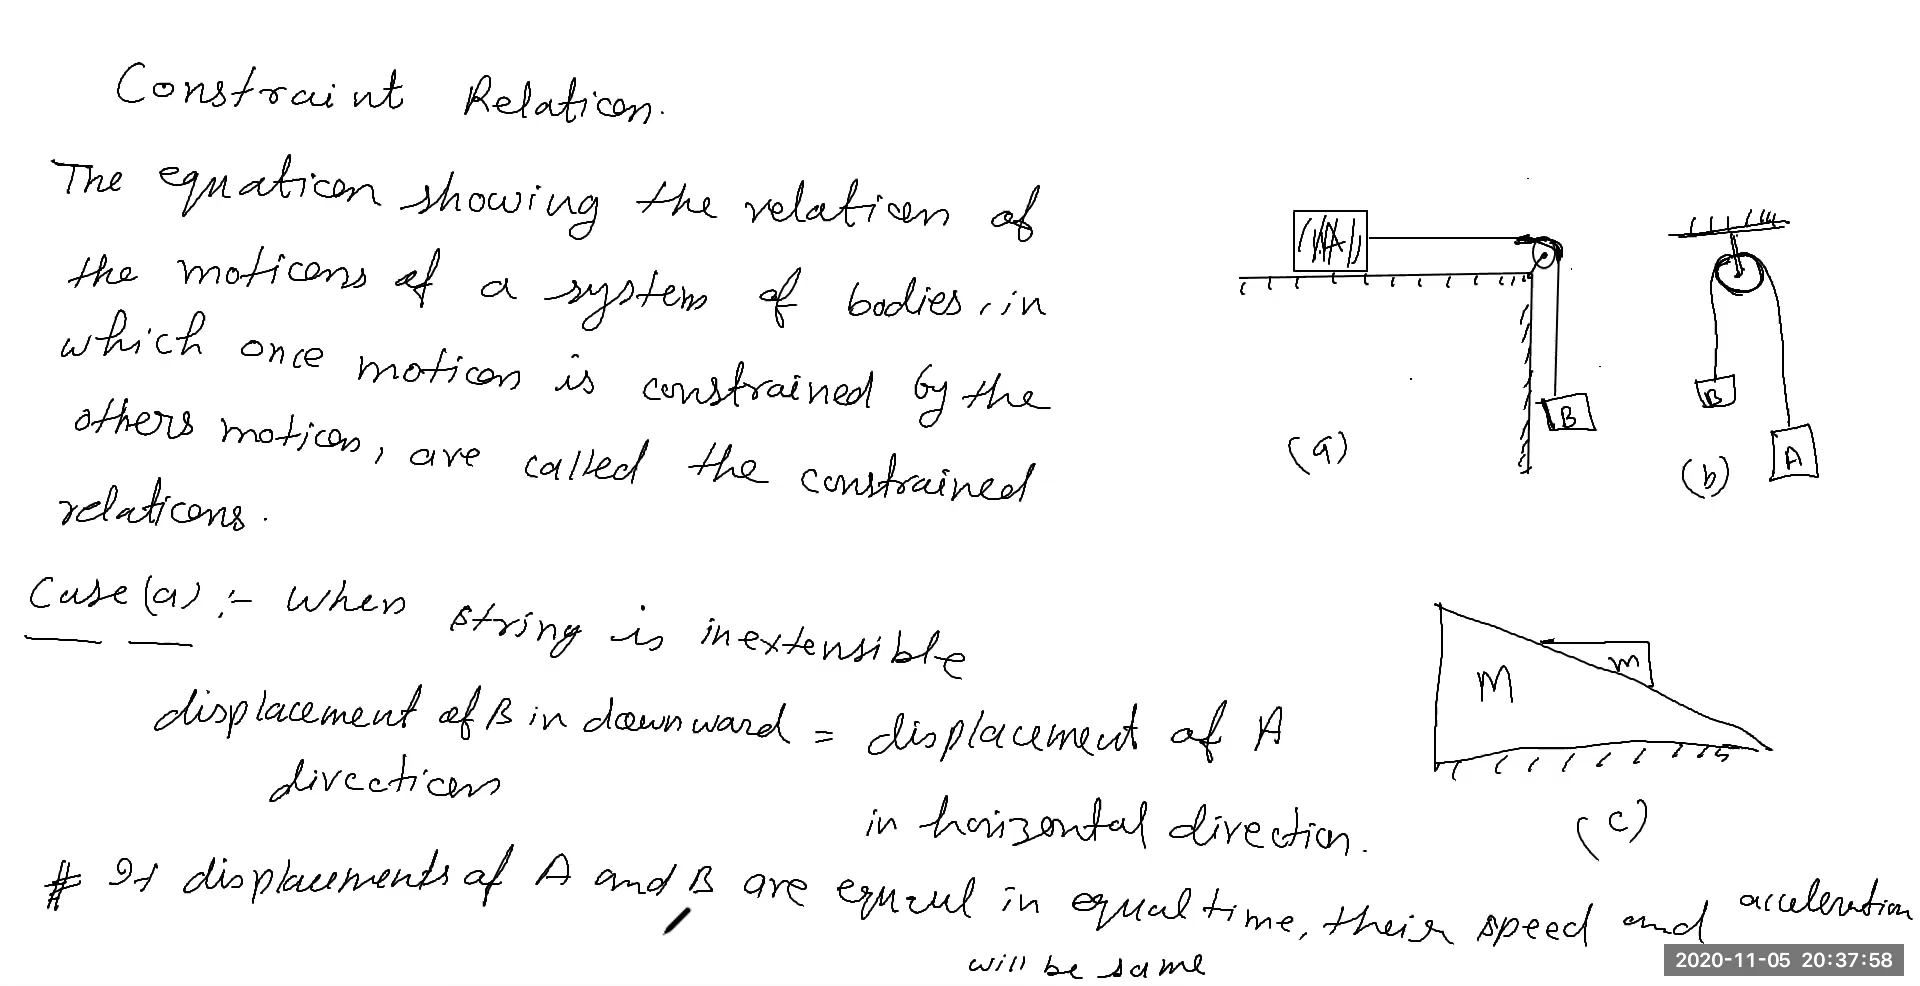 Constraint Relation.
The equation showing the relation of
the motions of a system of bodies, in
which once motion is constrained by the
others motion, are called the constrained
relations.
Case (a) :- When string is inextensible
displacement of B in downward = displacement of A
direction
in horizontal direction.
# If displacements of A and B are equal in equal time, their speed and acceleration
will be same
A
B
(a)
B
A
(b)
M
m
(c)
2020-11-05 20:37:58